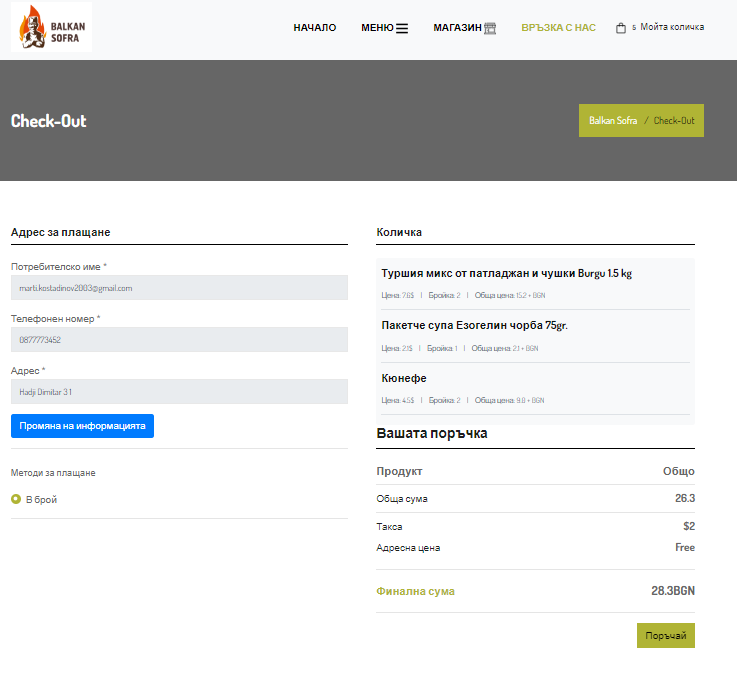 BALKAN
SOFRA
НАЧАЛО
МЕНЮ
МАГАЗИН
ВРЪЗКА С НАС
5 Мойта количка
Check-Out
Balkan Sofra / Check-Out
Адрес за плащане
Потребителско име *
marti.kostadinov2003@gmail.com
Телефонен номер *
0877773452
Адрес *
Hadji Dimitar 31
Промяна на информацията
Методи за плащане
В брой
Количка
Туршия микс от патладжан и чушки Burgu 1.5 kg
Цена: 7.6$ | Бройка: 2 | Обща цена: 15.2 + BGN
Пакетче супа Езогелин чорба 75gr.
Цена: 2.1$ | Бройка: 1 | Обща цена: 2.1 + BGN
Кюнефе
Цена: 4.5$ | Бройка: 2 | Обща цена: 9.0 + BGN
Вашата поръчка
Продукт Общо
Обща сума 26.3
Такса $2
Адресна цена Free
Финална сума 28.3BGN
Поръчай